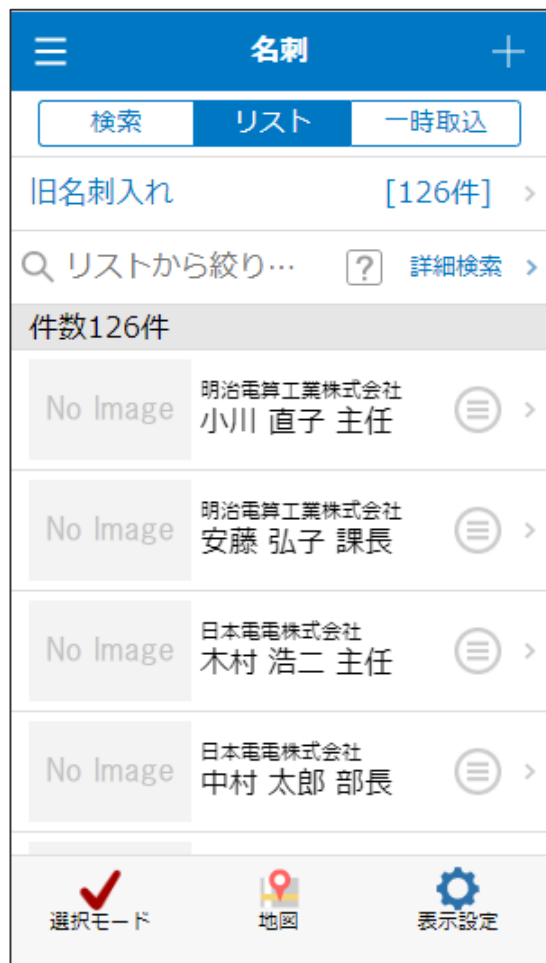 名刺
検索 リスト 一時取込
旧名刺入れ [126件]
リストから絞り… ? 詳細検索
件数126件
No Image
明治電算工業株式会社
小川 直子 主任
No Image
明治電算工業株式会社
安藤 弘子 課長
No Image
日本電電株式会社
木村 浩二 主任
No Image
日本電電株式会社
中村 太郎 部長
選択モード 地図 表示設定